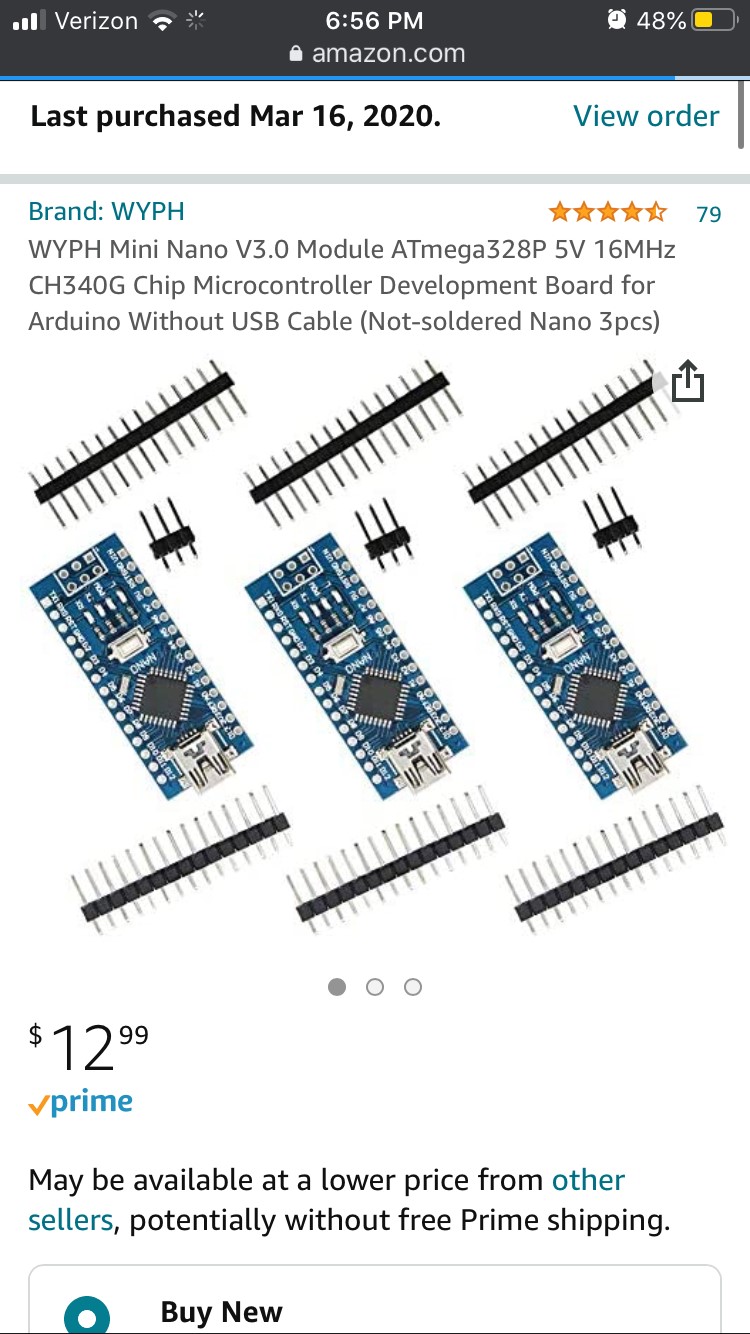 Verizon 6:56 PM 48%
amazon.com
Last purchased Mar 16, 2020. View order
Brand: WYPH 79
WYPH Mini Nano V3.0 Module ATmega328P 5V 16MHz
CH340G Chip Microcontroller Development Board for
Arduino Without USB Cable (Not-soldered Nano 3pcs)
NANO NANO NANO
$12.99
prime
May be available at a lower price from other
sellers, potentially without free Prime shipping.
Buy New